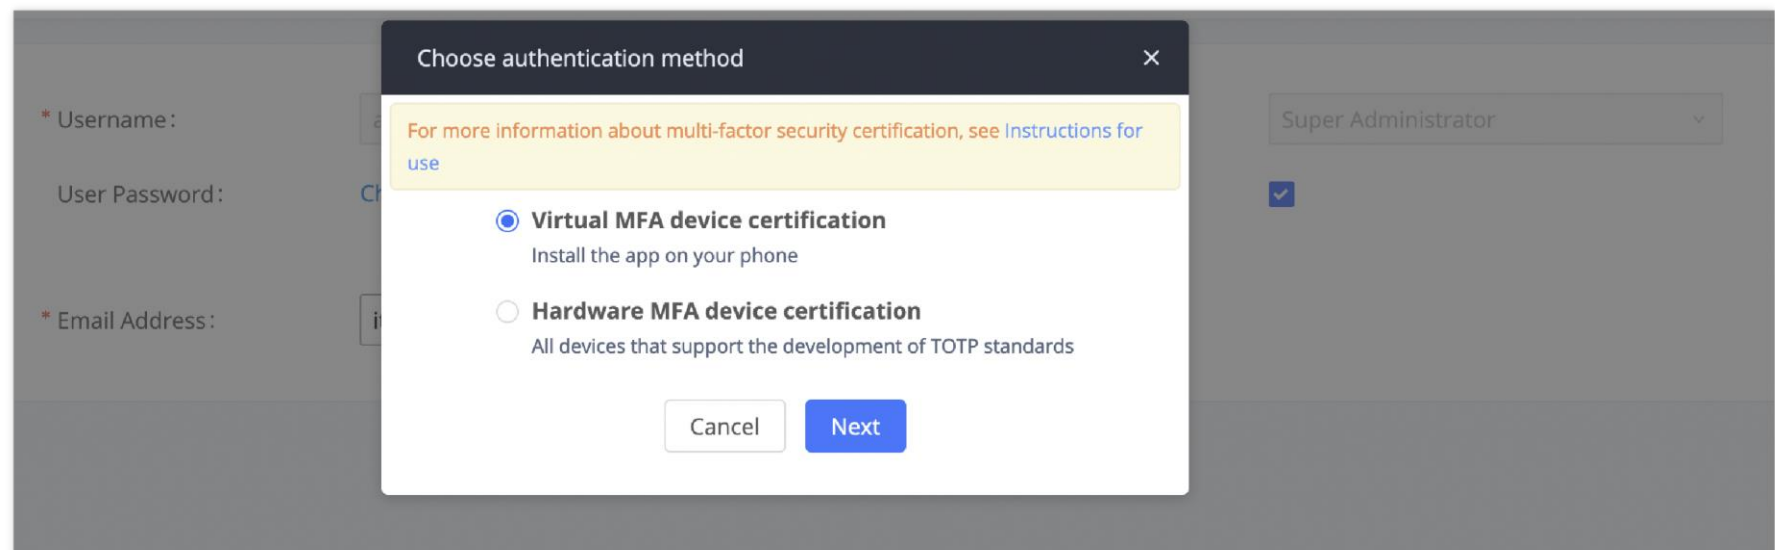 Choose authentication method
* Username:
Super Administrator
For more information about multi-factor security certification, see Instructions for
use
User Password:
Virtual MFA device certification
Install the app on your phone
* Email Address:
Hardware MFA device certification
All devices that support the development of TOTP standards
Cancel
Next